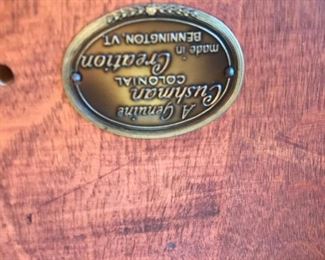 A Genuine
Cushman
COLONIAL
Creation
made in
BENNINGTON, VT.